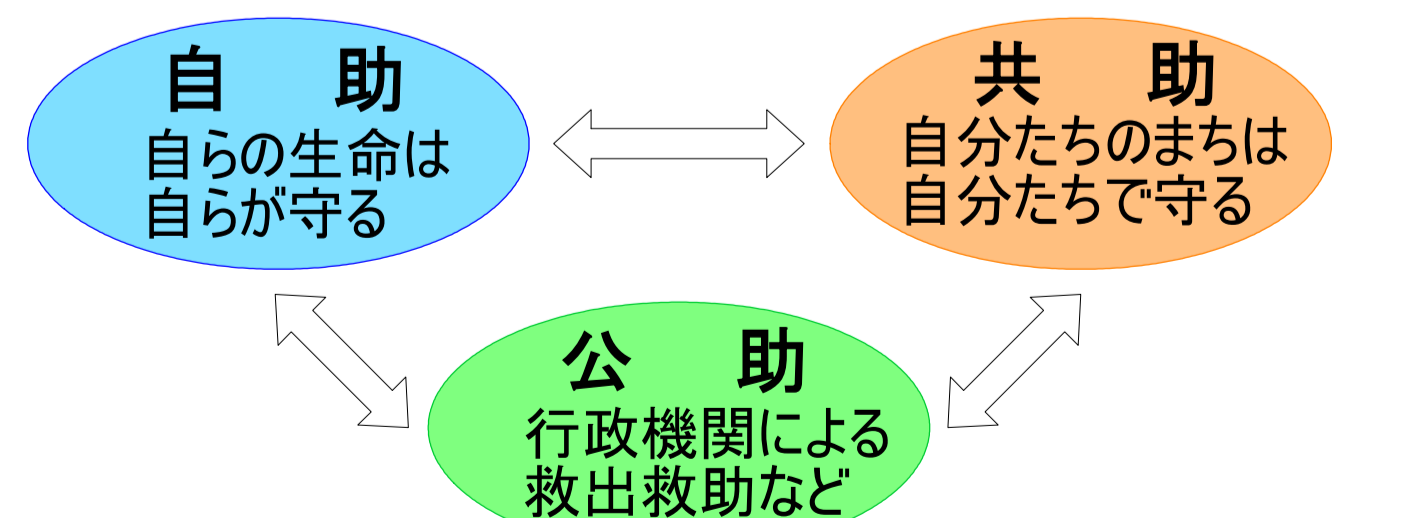 自　助
自らの生命は
自らが守る
共　助
自分たちのまちは
自分たちで守る
公　助
行政機関による
救出救助など